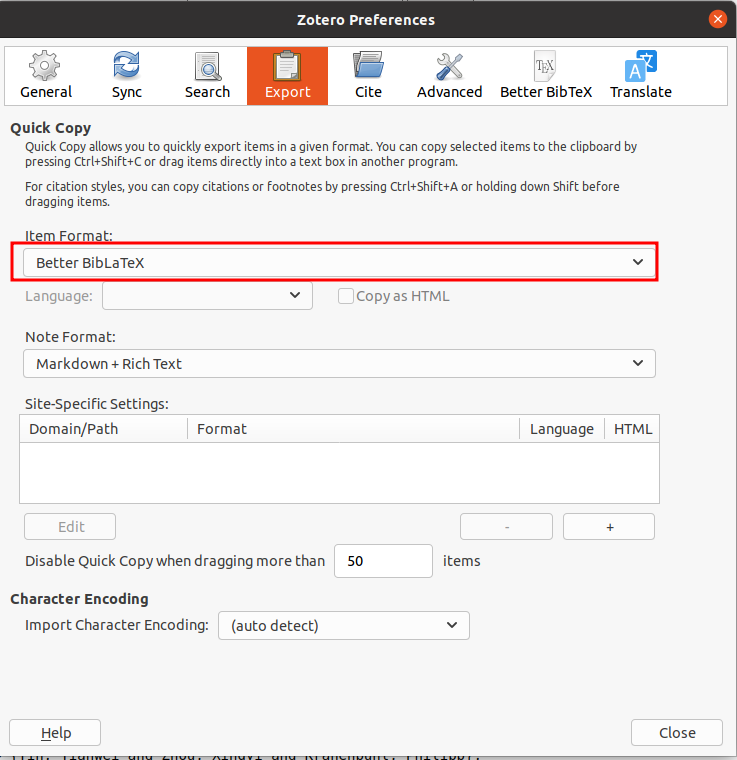 Zotero Preferences
General Sync Search Export Cite Advanced Better BibTeX Translate
Quick Copy
Quick Copy allows you to quickly export items in a given format. You can copy selected items to the clipboard by
pressing Ctrl+Shift+C or drag items directly into a text box in another program.
For citation styles, you can copy citations or footnotes by pressing Ctrl+Shift+A or holding down Shift before
dragging items.
Item Format:
Better BibLaTeX
Language: Copy as HTML
Note Format:
Markdown + Rich Text
Site-Specific Settings:
Domain/Path Format Language HTML
Edit - +
Disable Quick Copy when dragging more than 50 items
Character Encoding
Import Character Encoding: (auto detect)
Help Close